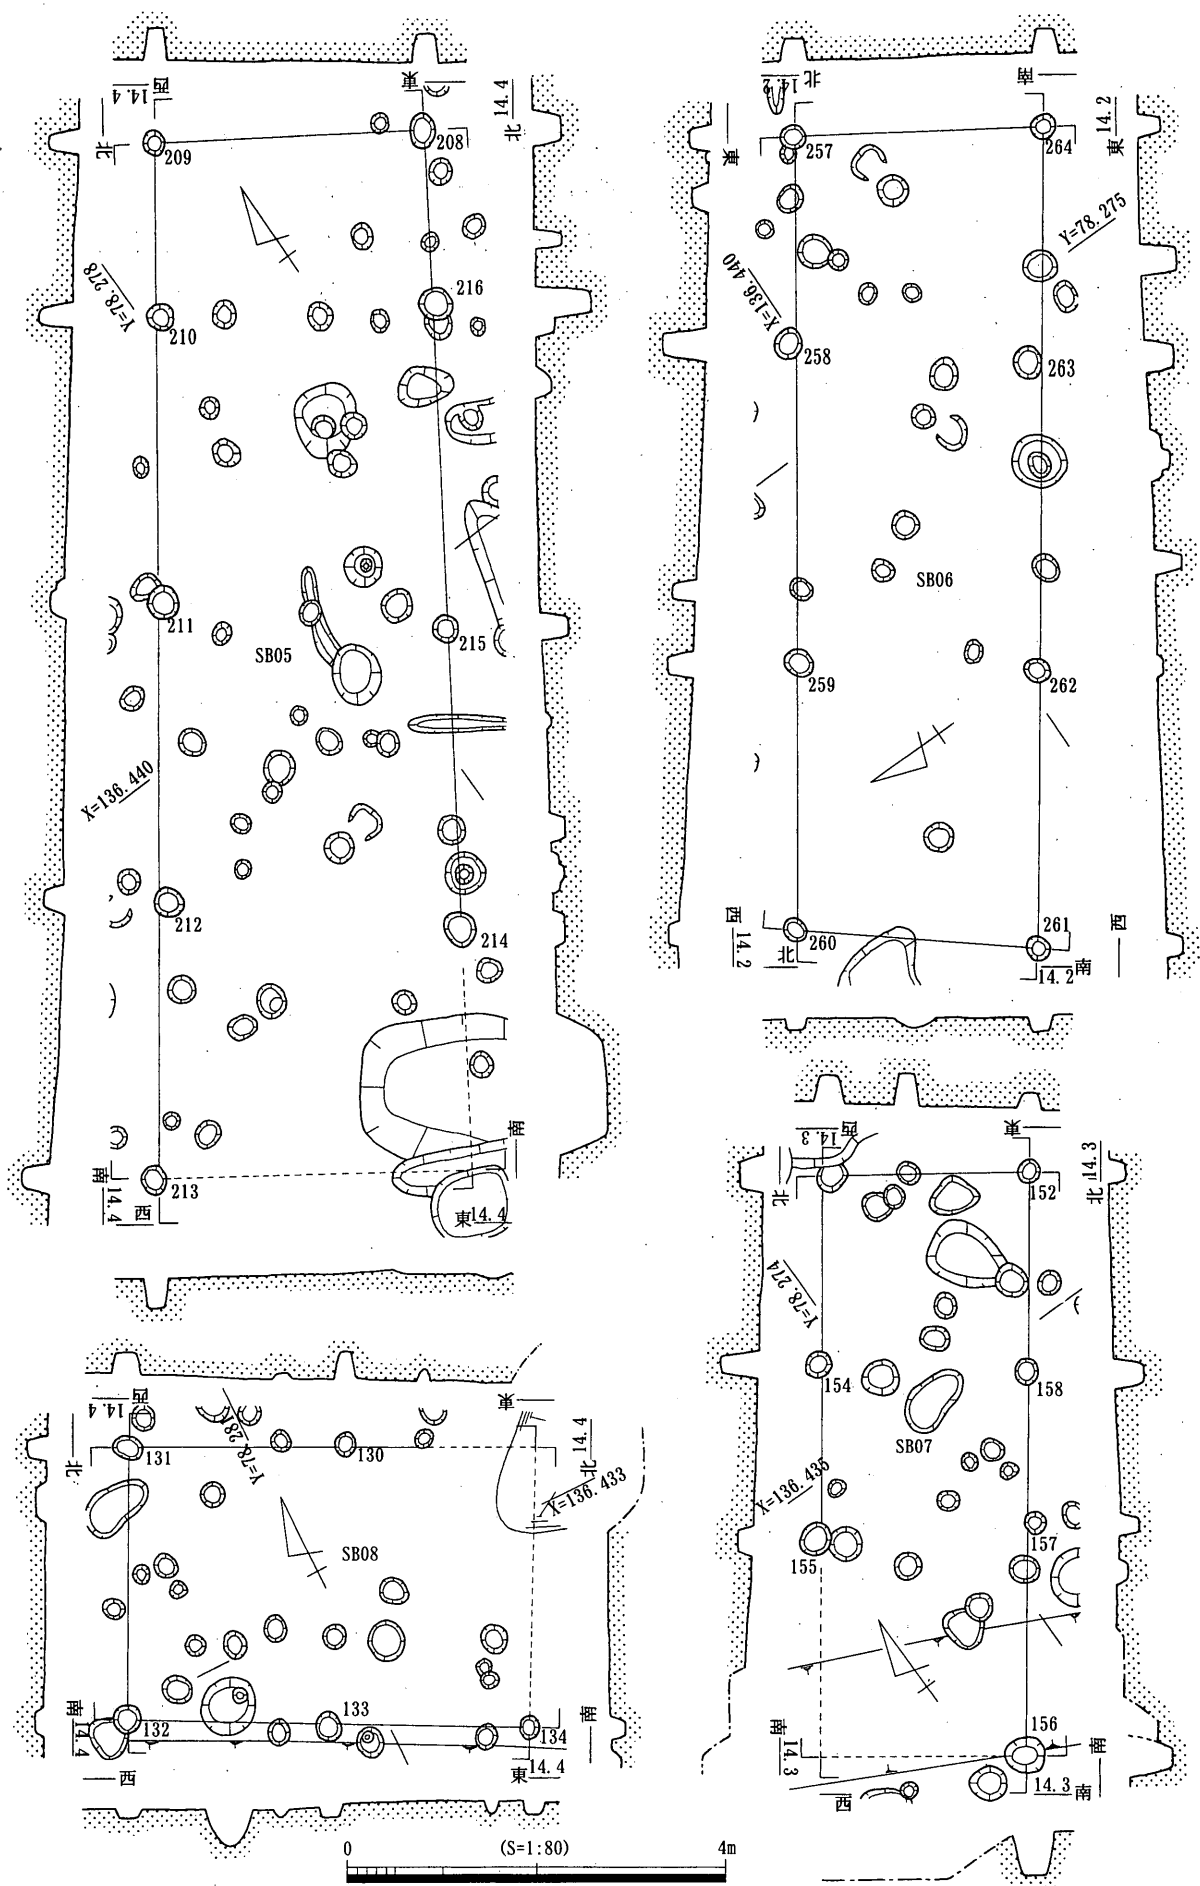 西
14.4
東
14.4
北
北
209
208
216
Y=78.278
210
211
215
SB05
X=136.440
212
214
南
14.4
西
213
南
東 14.4
北
14.2
南
14.2
東
東
257
264
Y=78.275
X=136.440
258
263
SB06
259
262
西
14.2
北
260
261
西
14.2 南
西
14.3
東
14.3
北
北
152
Y=78.274
154
158
SB07
X=136.435
155
157
156
南
14.3
南
西
14.3 南
西
14.4
東
14.4
北
北
131
130
Y=78.281
X=136.433
SB08
132
133
134
南
14.4
南
西
東 14.4
0 (S=1:80) 4m